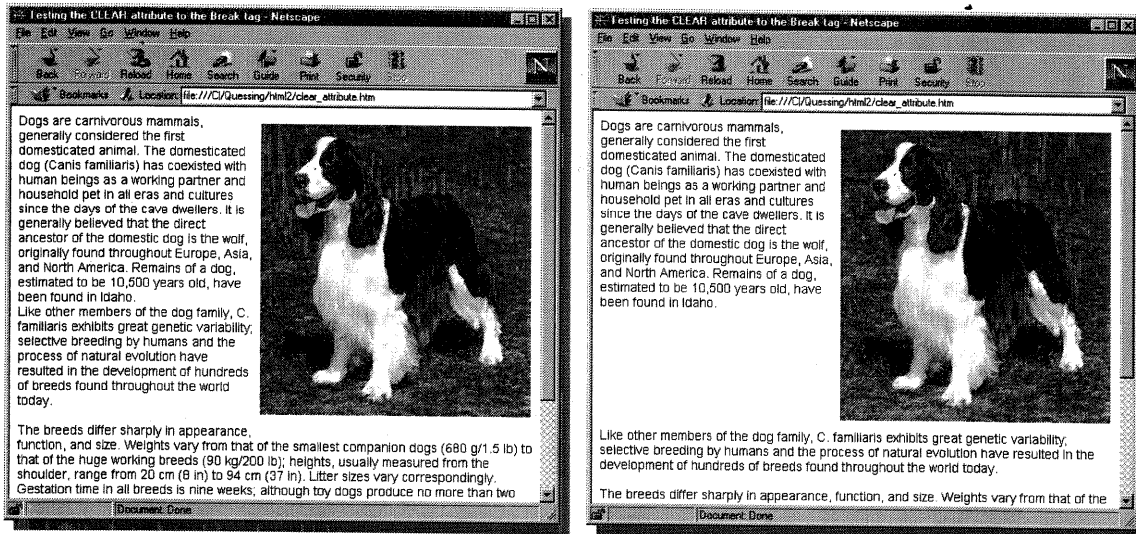 Testing the CLEAR attribute to the Break tag - Netscape
File Edit View Go Window Help
Back Forward Reload Home Search Guide Print Security Stop
Bookmarks Location: file:///C|/Quessing/html2/clear_attribute.htm
Dogs are carnivorous mammals,
generally considered the first
domesticated animal. The domesticated
dog (Canis familiaris) has coexisted with
human beings as a working partner and
household pet in all eras and cultures
since the days of the cave dwellers. It is
generally believed that the direct
ancestor of the domestic dog is the wolf,
originally found throughout Europe, Asia,
and North America. Remains of a dog,
estimated to be 10,500 years old, have
been found in Idaho.
Like other members of the dog family, C.
familiaris exhibits great genetic variability;
selective breeding by humans and the
process of natural evolution have
resulted in the development of hundreds
of breeds found throughout the world
today.
The breeds differ sharply in appearance,
function, and size. Weights vary from that of the smallest companion dogs (680 g/1.5 lb) to
that of the huge working breeds (90 kg/200 lb); heights, usually measured from the
shoulder, range from 20 cm (8 in) to 94 cm (37 in). Litter sizes vary correspondingly.
Gestation time in all breeds is nine weeks; although toy dogs produce no more than two
Document: Done
Testing the CLEAR attribute to the Break tag - Netscape
File Edit View Go Window Help
Back Forward Reload Home Search Guide Print Security Stop
Bookmarks Location: file:///C|/Quessing/html2/clear_attribute.htm
Dogs are carnivorous mammals,
generally considered the first
domesticated animal. The domesticated
dog (Canis familiaris) has coexisted with
human beings as a working partner and
household pet in all eras and cultures
since the days of the cave dwellers. It is
generally believed that the direct
ancestor of the domestic dog is the wolf,
originally found throughout Europe, Asia,
and North America. Remains of a dog,
estimated to be 10,500 years old, have
been found in Idaho.
Like other members of the dog family, C. familiaris exhibits great genetic variability;
selective breeding by humans and the process of natural evolution have resulted in the
development of hundreds of breeds found throughout the world today.
The breeds differ sharply in appearance, function, and size. Weights vary from that of the
Document: Done